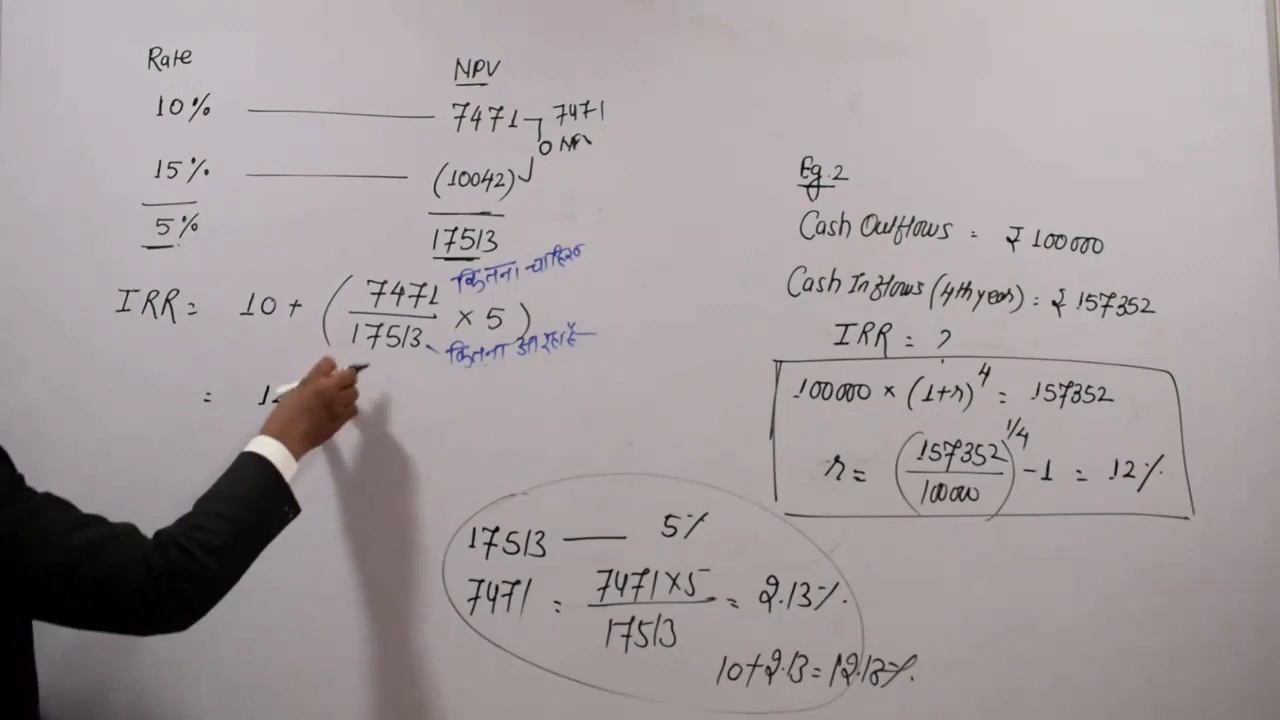 Rate NPV
10% 7471 7471
0 NPV
15% (10042)
5% 17513
कितना चाहिए
IRR = 10 + ( 7471 / 17513 × 5 )
कितना आ रहा है
= 12
Eg.2
Cash Outflows = ₹ 100000
Cash Inflows (4th year) = ₹ 157352
IRR = ?
100000 × (1+r)^4 = 157352
r = ( 157352 / 100000 )^1/4 - 1 = 12%
17513 — 5%
7471 = 7471×5 / 17513 = 2.13%.
10+2.13 = 12.13%.